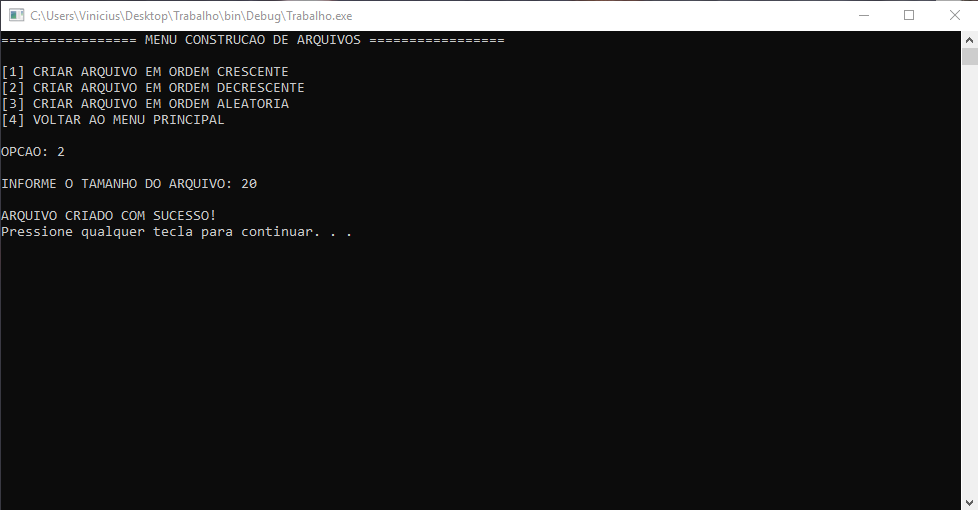 C:\Users\Vinicius\Desktop\Trabalho\bin\Debug\Trabalho.exe
================= MENU CONSTRUCAO DE ARQUIVOS =================
[1] CRIAR ARQUIVO EM ORDEM CRESCENTE
[2] CRIAR ARQUIVO EM ORDEM DECRESCENTE
[3] CRIAR ARQUIVO EM ORDEM ALEATORIA
[4] VOLTAR AO MENU PRINCIPAL
OPCAO: 2
INFORME O TAMANHO DO ARQUIVO: 20
ARQUIVO CRIADO COM SUCESSO!
Pressione qualquer tecla para continuar. . .